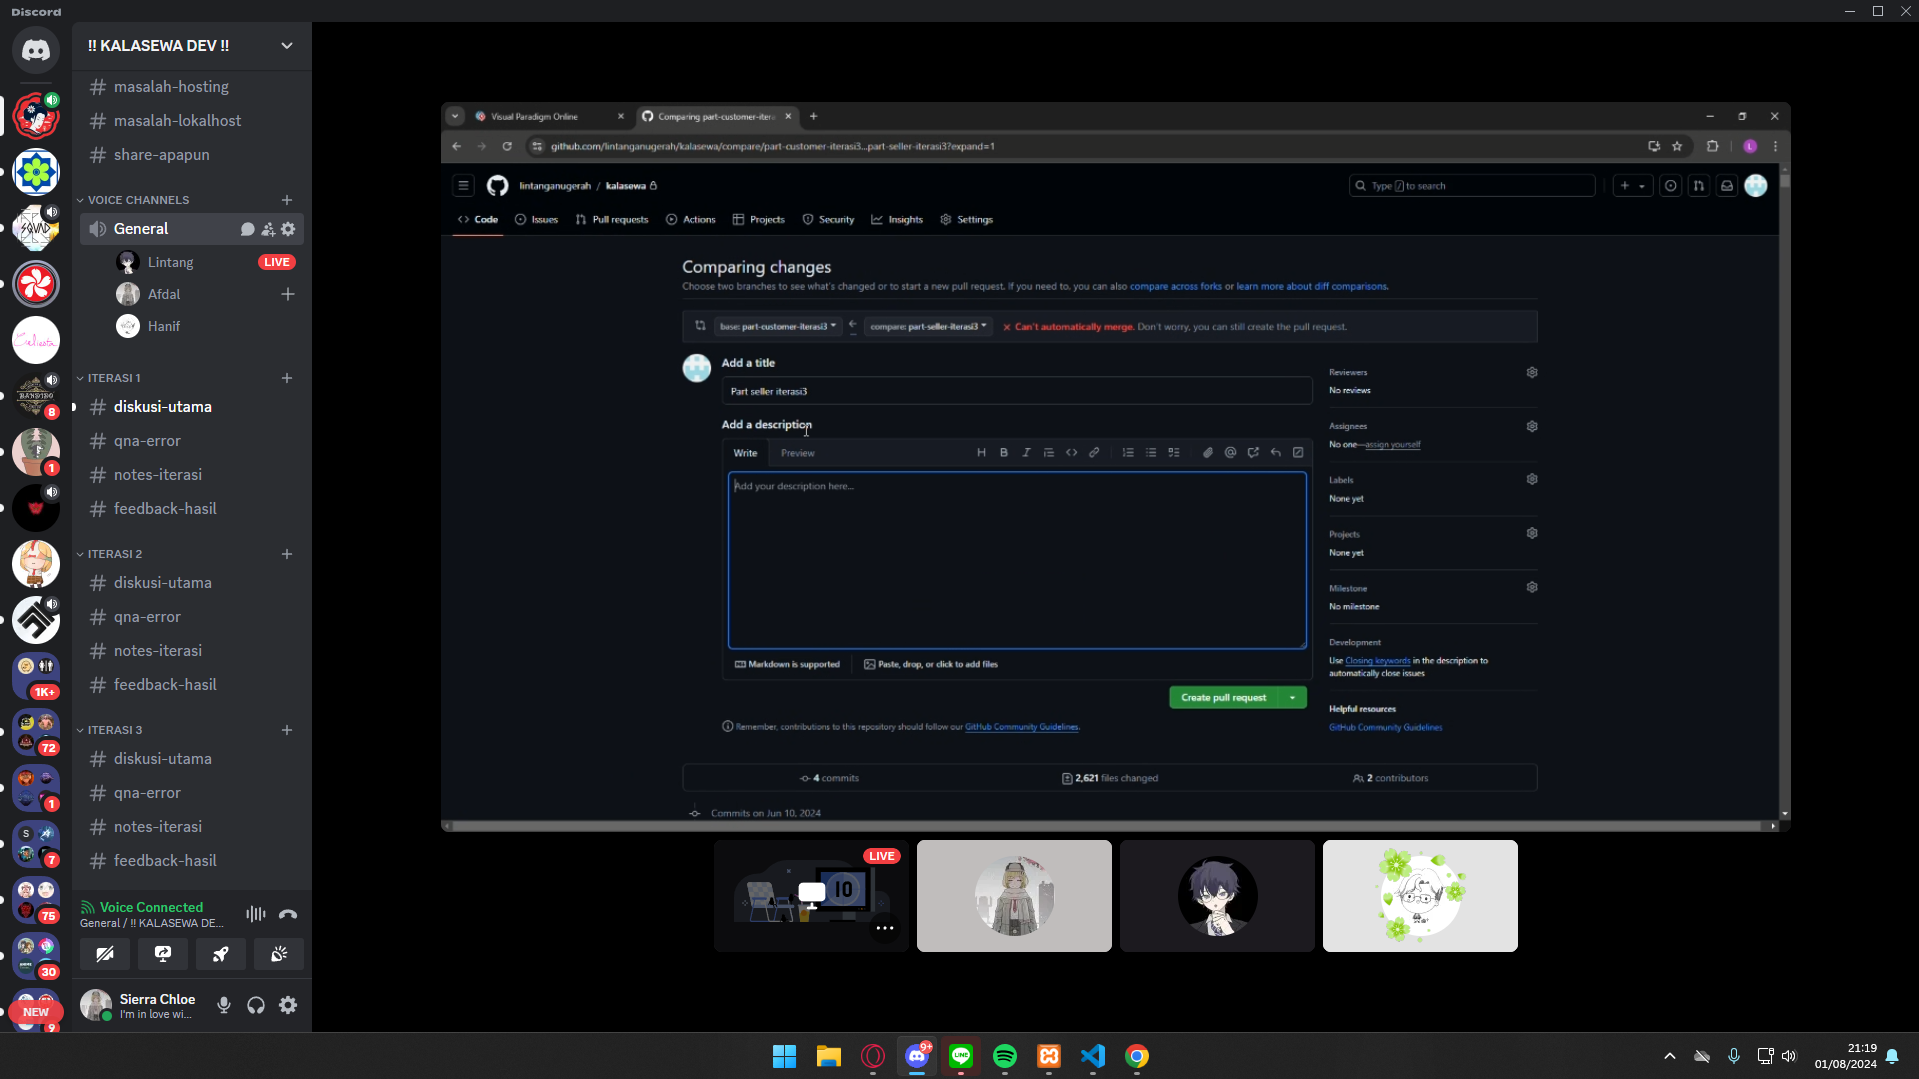 Discord
!! KALASEWA DEV !!
masalah-hosting
masalah-lokalhost
share-apapun
VOICE CHANNELS
General
Lintang
LIVE
Afdal
Hanif
ITERASI 1
diskusi-utama
qna-error
notes-iterasi
feedback-hasil
ITERASI 2
diskusi-utama
qna-error
notes-iterasi
feedback-hasil
ITERASI 3
diskusi-utama
qna-error
notes-iterasi
feedback-hasil
8
1
1K+
72
1
7
75
30
NEW
9
Voice Connected
General / !! KALASEWA DE...
Sierra Chloe
I'm in love wi...
Visual Paradigm Online
Comparing part-customer-itera
github.com/lintanganugerah/kalasewa/compare/part-customer-iterasi3...part-seller-iterasi3?expand=1
L
lintanganugerah / kalasewa
Type / to search
Code
Issues
Pull requests
Actions
Projects
Security
Insights
Settings
Comparing changes
Choose two branches to see what's changed or to start a new pull request. If you need to, you can also compare across forks or learn more about diff comparisons.
base: part-customer-iterasi3
compare: part-seller-iterasi3
Can't automatically merge. Don't worry, you can still create the pull request.
Add a title
Part seller iterasi3
Add a description
Write
Preview
Add your description here...
Markdown is supported
Paste, drop, or click to add files
Create pull request
Remember, contributions to this repository should follow our GitHub Community Guidelines.
Reviewers
No reviews
Assignees
No one—assign yourself
Labels
None yet
Projects
None yet
Milestone
No milestone
Development
Use Closing keywords in the description to
automatically close issues
Helpful resources
GitHub Community Guidelines
4 commits
2,621 files changed
2 contributors
Commits on Jun 10, 2024
LIVE
10
9+
LINE
21:19
01/08/2024